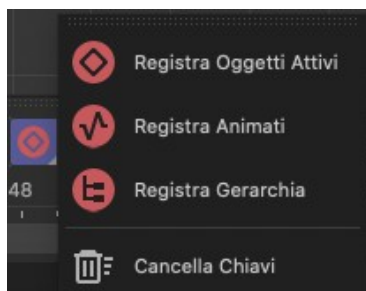 Registra Oggetti Attivi
Registra Animati
48
Registra Gerarchia
Cancella Chiavi